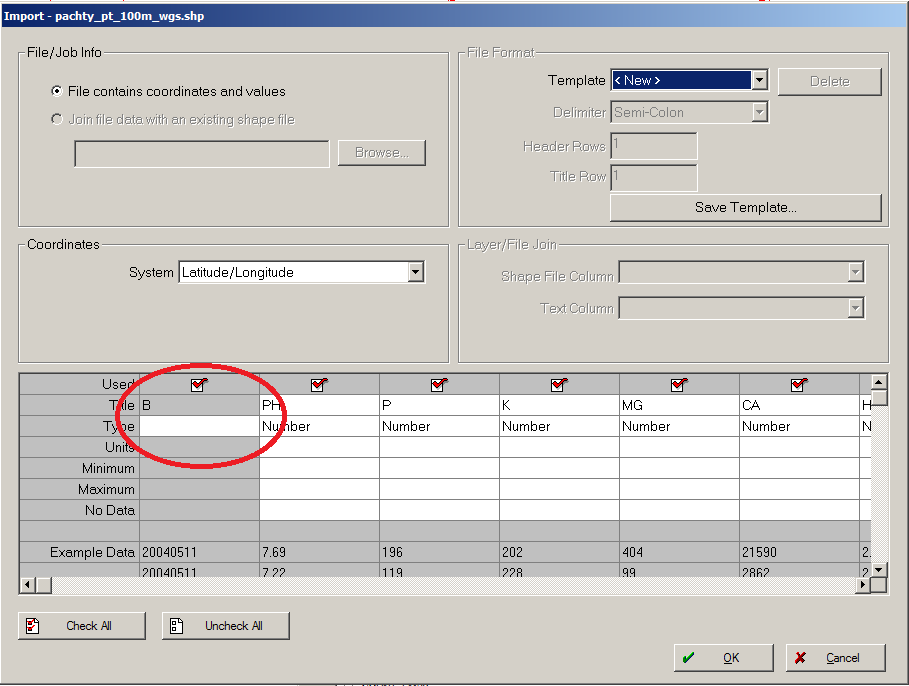 Import - pachty_pt_100m_wgs.shp
File/Job Info
File contains coordinates and values
Join file data with an existing shape file
Browse...
File Format
Template < New > Delete
Delimiter Semi-Colon
Header Rows 1
Title Row 1
Save Template...
Coordinates
System Latitude/Longitude
Layer/File Join
Shape File Column
Text Column
Used
Title B PH P K MG CA H
Type Number Number Number Number Number N
Units
Minimum
Maximum
No Data
Example Data 20040511 7.69 196 202 404 21590 2.
20040511 7.22 119 228 99 2862 2
Check All Uncheck All
OK Cancel